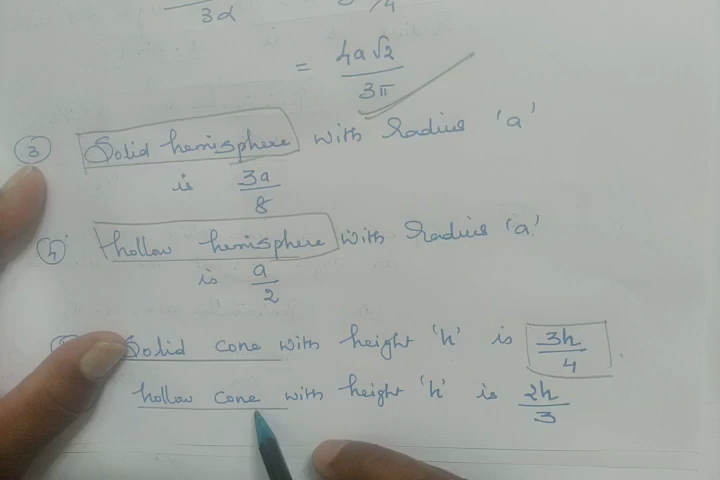 3α
= 4a√2/3π
③ Solid hemisphere with radius 'a'
is 3a/8
④ Hollow hemisphere with radius 'a'
is a/2
Solid cone with height 'h' is 3h/4
hollow cone with height 'h' is 2h/3